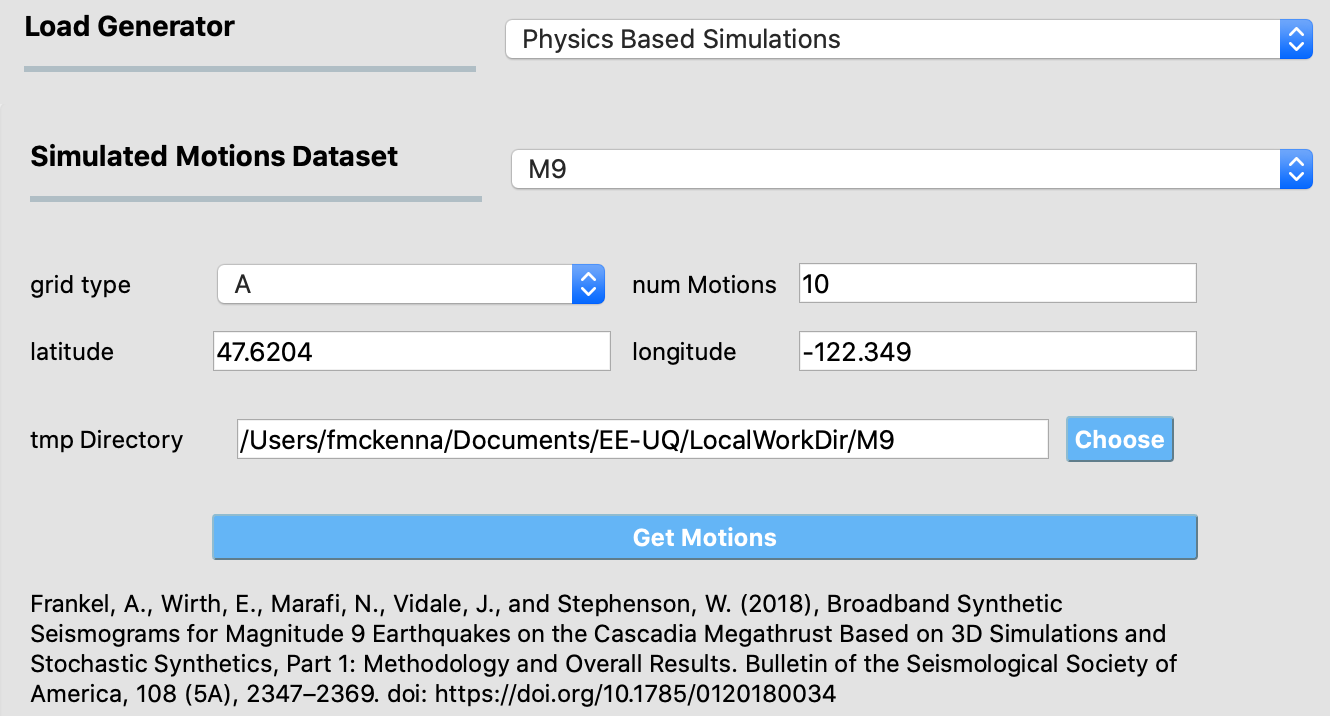 Load Generator
Physics Based Simulations
Simulated Motions Dataset
M9
grid type
A
num Motions
10
latitude
47.6204
longitude
-122.349
tmp Directory
/Users/fmckenna/Documents/EE-UQ/LocalWorkDir/M9
Choose
Get Motions
Frankel, A., Wirth, E., Marafi, N., Vidale, J., and Stephenson, W. (2018), Broadband Synthetic
Seismograms for Magnitude 9 Earthquakes on the Cascadia Megathrust Based on 3D Simulations and
Stochastic Synthetics, Part 1: Methodology and Overall Results. Bulletin of the Seismological Society of
America, 108 (5A), 2347–2369. doi: https://doi.org/10.1785/0120180034